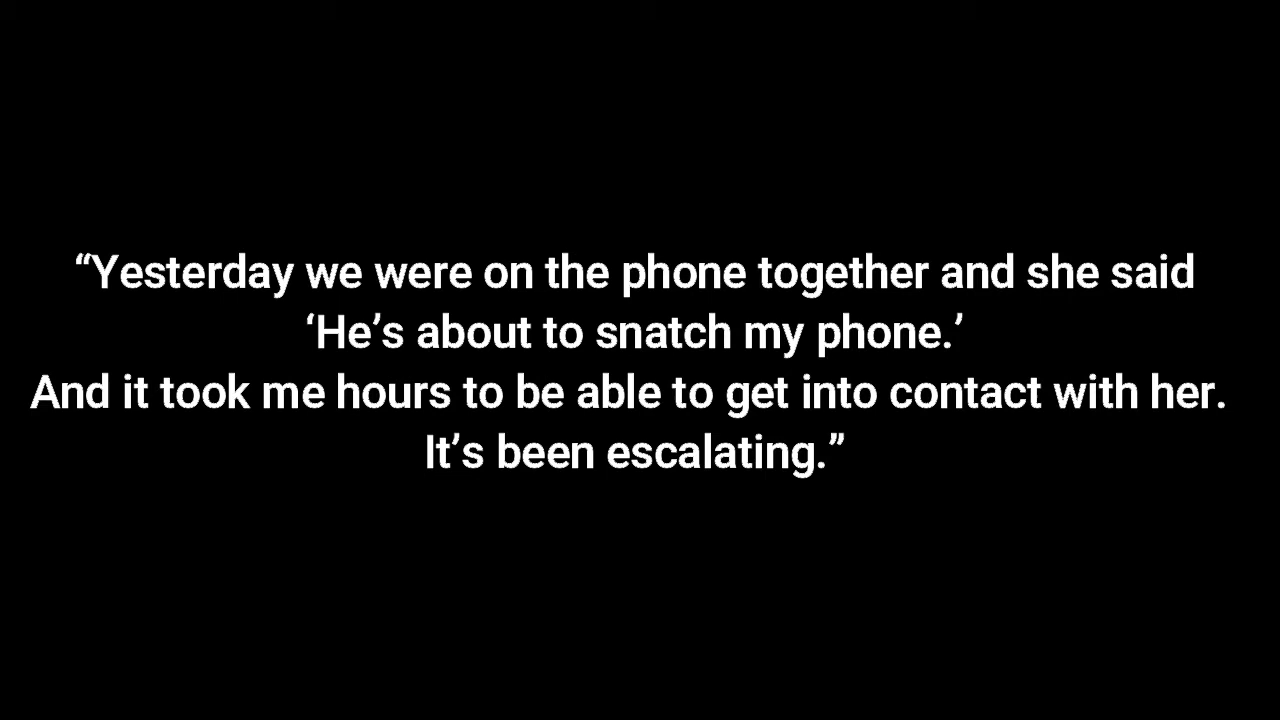 “Yesterday we were on the phone together and she said
‘He’s about to snatch my phone.’
And it took me hours to be able to get into contact with her.
It’s been escalating.”